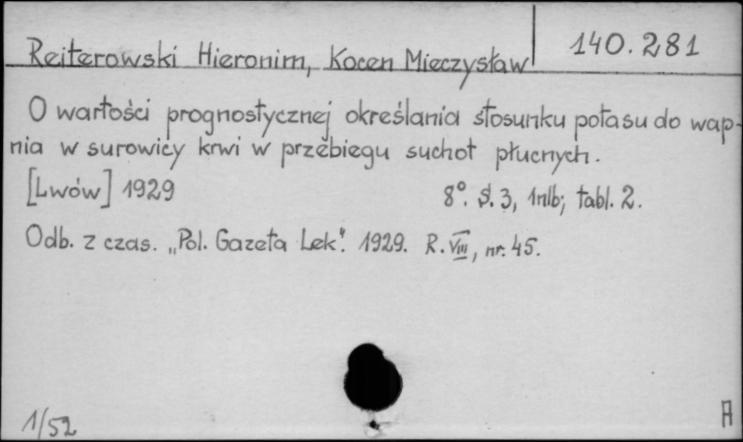 Reiterowski Hieronim, Kocen Mieczysław 140.281
O wartości prognostycznej określania stosunku potasu do wap-
nia w surowicy krwi w przebiegu suchot płucnych.
[Lwów] 1929 8°. S. 3, 1nlb; tabl. 2.
Odb. z czas. „Pol. Gazeta Lek". 1929. R. VIII, nr. 45.
1/52 A